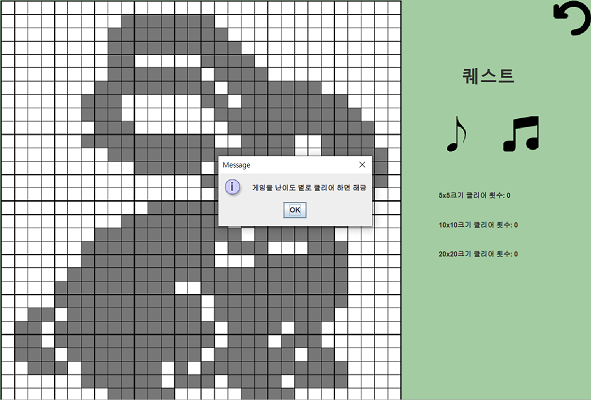 퀘스트
Message
게임을 난이도 별로 클리어 하면 해금
OK
5x5크기 클리어 횟수: 0
10x10크기 클리어 횟수: 0
20x20크기 클리어 횟수: 0